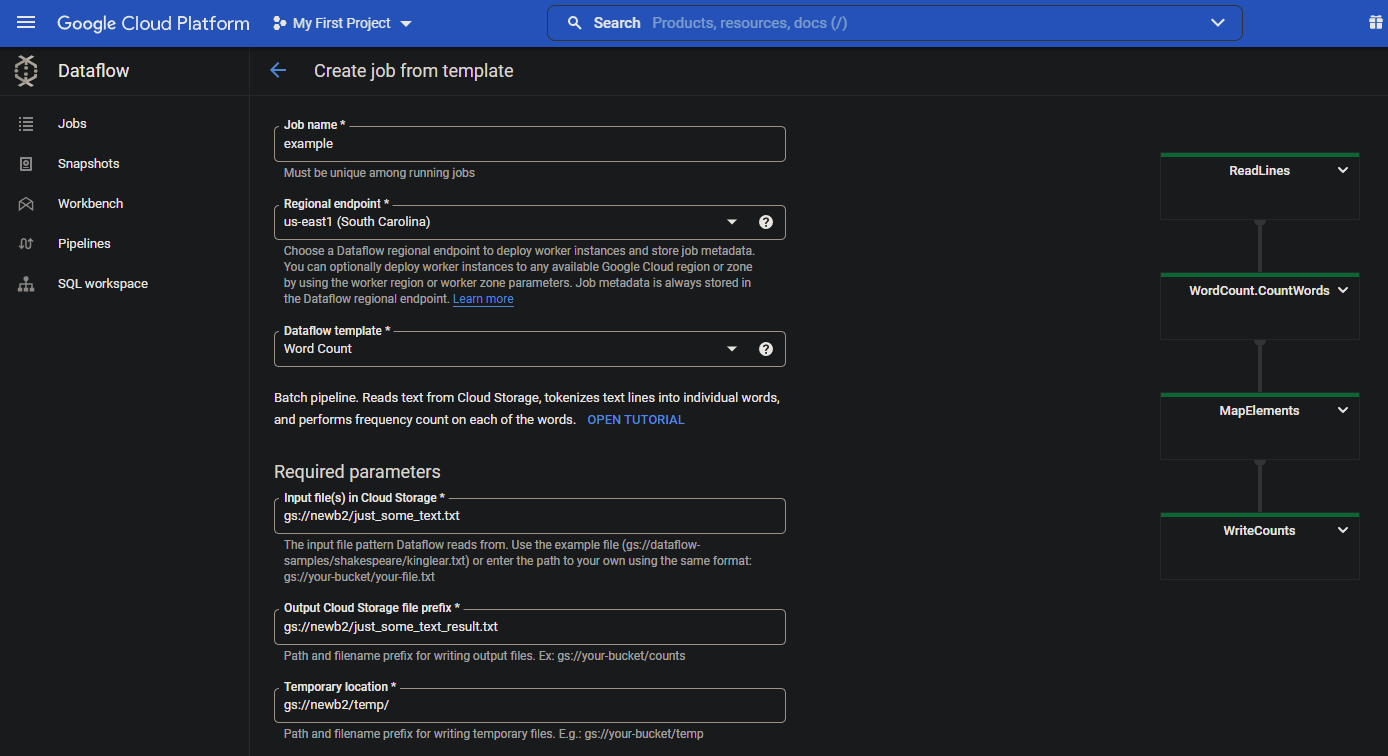 Google Cloud Platform
My First Project
Search Products, resources, docs (/)
Dataflow
Jobs
Snapshots
Workbench
Pipelines
SQL workspace
Create job from template
Job name *
example
Must be unique among running jobs
Regional endpoint *
us-east1 (South Carolina)
?
Choose a Dataflow regional endpoint to deploy worker instances and store job metadata.
You can optionally deploy worker instances to any available Google Cloud region or zone
by using the worker region or worker zone parameters. Job metadata is always stored in
the Dataflow regional endpoint. Learn more
Dataflow template *
Word Count
?
Batch pipeline. Reads text from Cloud Storage, tokenizes text lines into individual words,
and performs frequency count on each of the words. OPEN TUTORIAL
Required parameters
Input file(s) in Cloud Storage *
gs://newb2/just_some_text.txt
The input file pattern Dataflow reads from. Use the example file (gs://dataflow-
samples/shakespeare/kinglear.txt) or enter the path to your own using the same format:
gs://your-bucket/your-file.txt
Output Cloud Storage file prefix *
gs://newb2/just_some_text_result.txt
Path and filename prefix for writing output files. Ex: gs://your-bucket/counts
Temporary location *
gs://newb2/temp/
Path and filename prefix for writing temporary files. E.g.: gs://your-bucket/temp
ReadLines
WordCount.CountWords
MapElements
WriteCounts